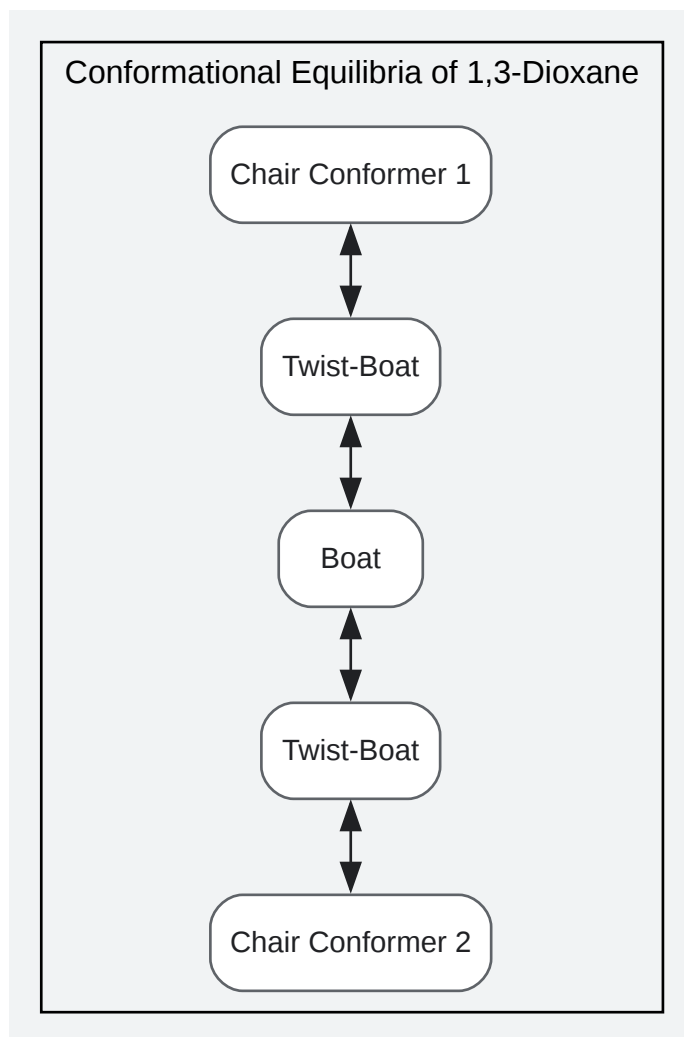 Conformational Equilibria of 1,3-Dioxane
Chair Conformer 1
Twist-Boat
Boat
Twist-Boat
Chair Conformer 2